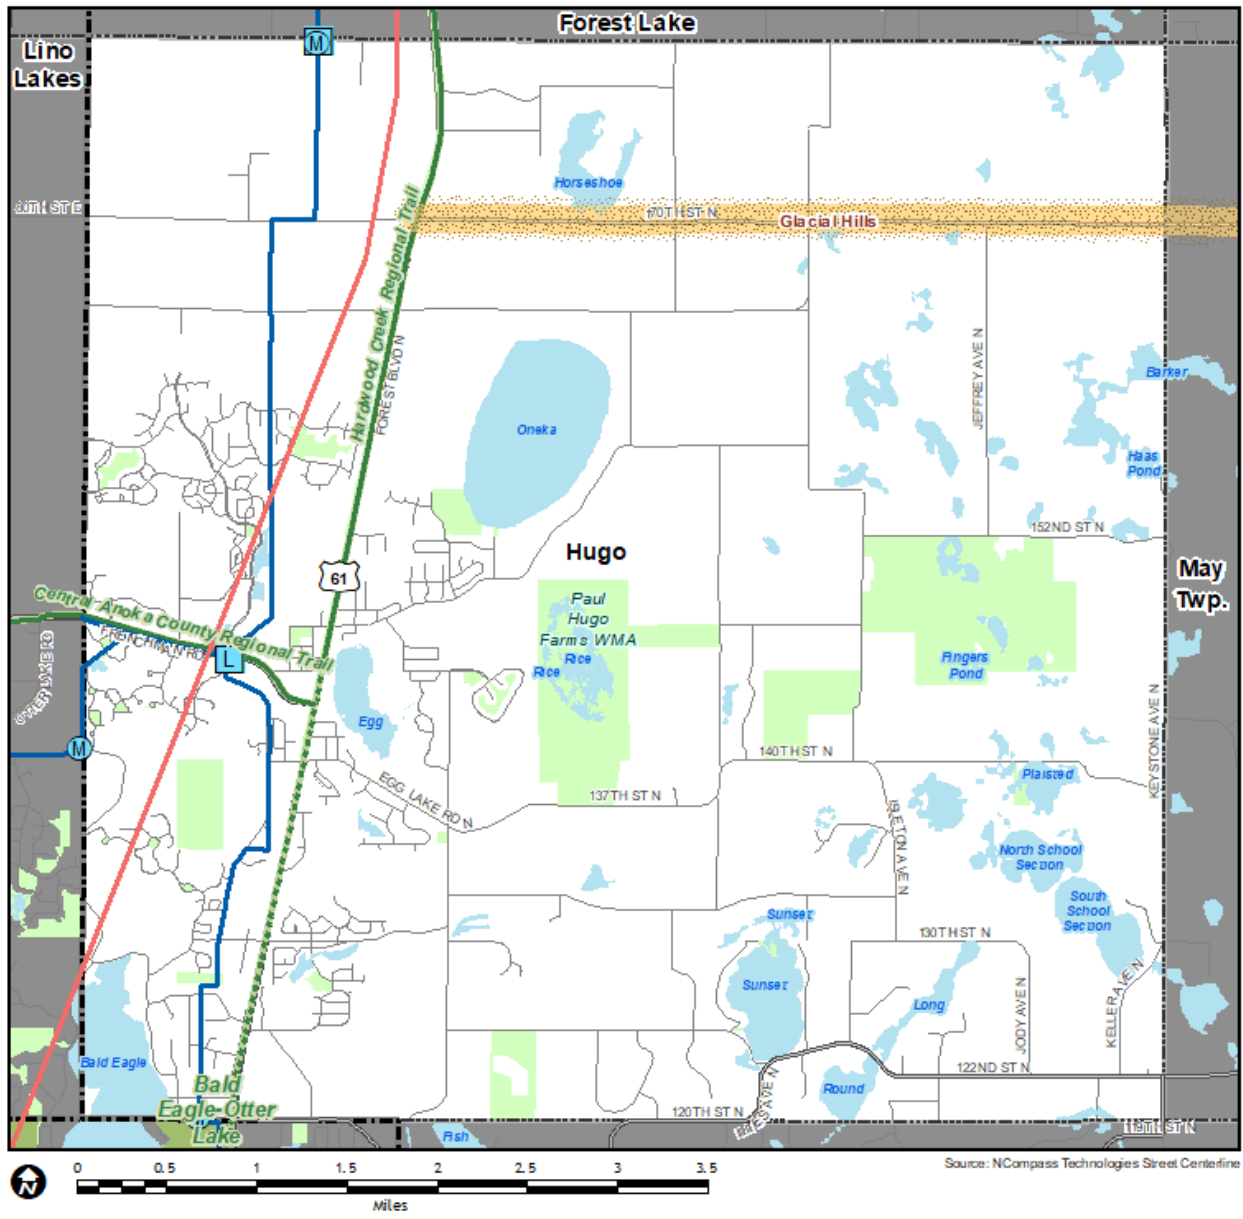 Forest Lake
Lino
Lakes
M
Horseshoe
170TH ST N
Glacial Hills
Hardwood Creek Regional Trail
FOREST BLVD N
JEFFREY AVE N
Barker
Oneka
Haas
Pond
152ND ST N
Hugo
61
May
Twp.
Central Anoka County Regional Trail
FRENCHMAN RD
L
Paul
Hugo
Farms WMA
Rice
Rice
Fingers
Pond
OTTER LAKE RD
Egg
M
140TH ST N
KEYSTONE AVE N
EGG LAKE RD N
137TH ST N
Plaisted
ISLETON AVE N
North School
Section
South
School
Section
Sunset
130TH ST N
Sunset
Long
JODY AVE N
KELLER AVE N
Bald Eagle
122ND ST N
Bald
Eagle-Otter
Lake
Round
120TH ST N
Fish
N
0 0.5 1 1.5 2 2.5 3 3.5
Miles
Source: NCompass Technologies Street Centerline